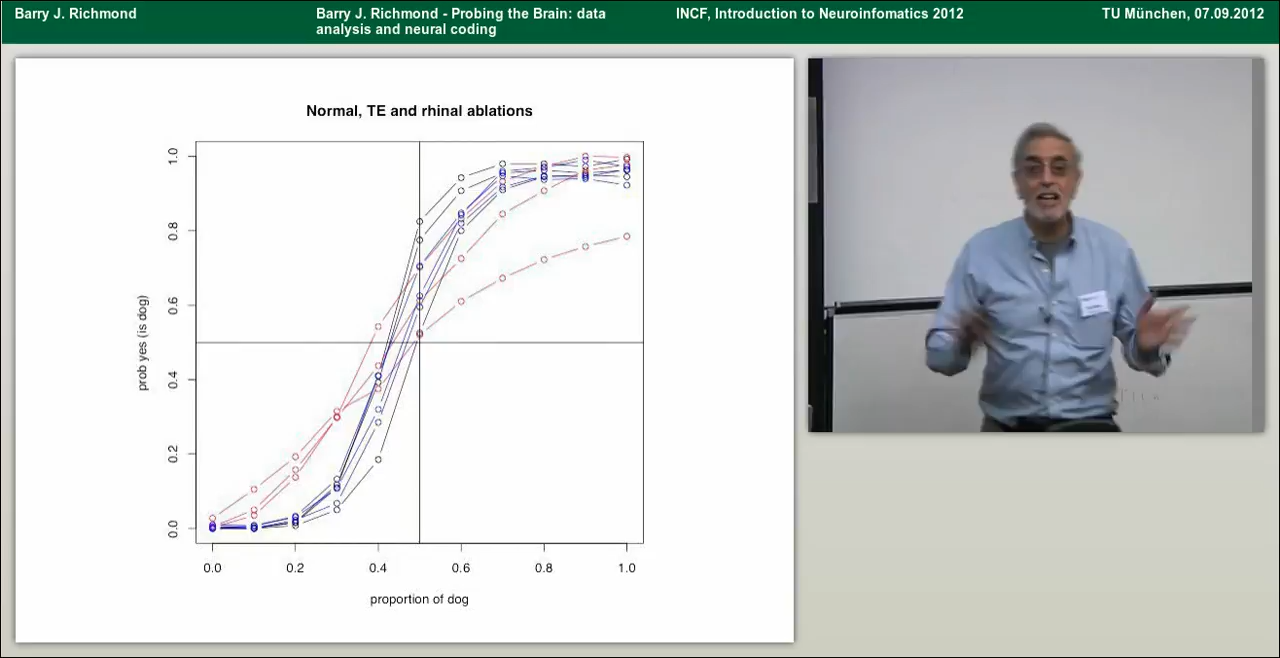 Barry J. Richmond
Barry J. Richmond - Probing the Brain: data
analysis and neural coding
INCF, Introduction to Neuroinfomatics 2012
TU München, 07.09.2012
Normal, TE and rhinal ablations
prob yes (is dog)
1.0
0.8
0.6
0.4
0.2
0.0
0.0 0.2 0.4 0.6 0.8 1.0
proportion of dog